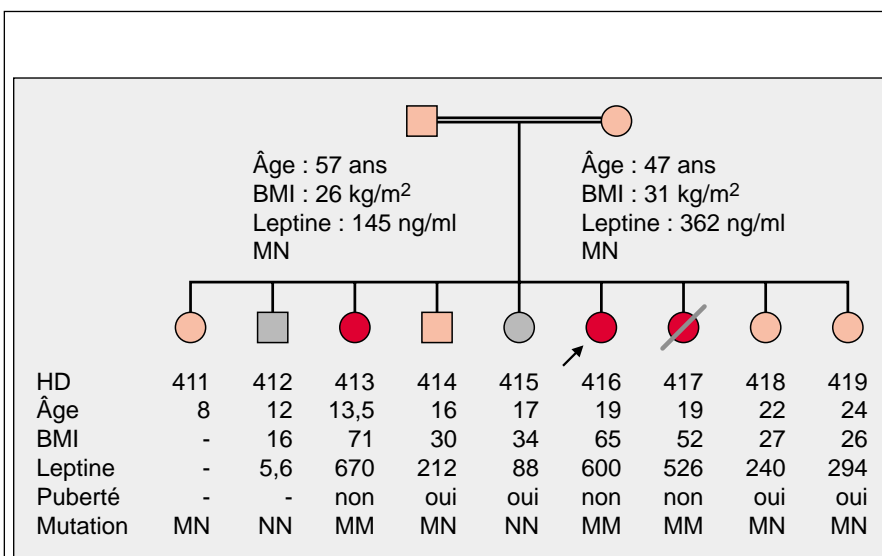 Âge : 57 ans
BMI : 26 kg/m2
Leptine : 145 ng/ml
MN
Âge : 47 ans
BMI : 31 kg/m2
Leptine : 362 ng/ml
MN
HD 411 412 413 414 415 416 417 418 419
Âge 8 12 13,5 16 17 19 19 22 24
BMI - 16 71 30 34 65 52 27 26
Leptine - 5,6 670 212 88 600 526 240 294
Puberté - - non oui oui non non oui oui
Mutation MN NN MM MN NN MM MM MN MN